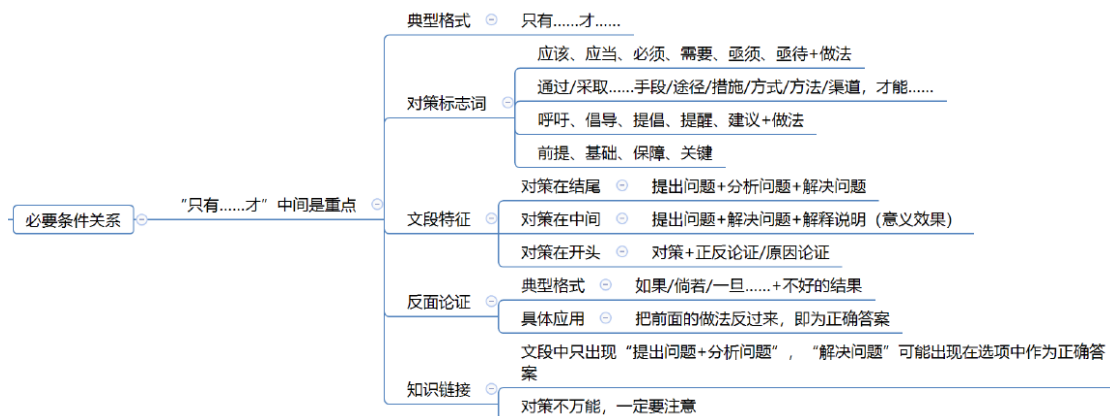 典型格式
只有……才……
应该、应当、必须、需要、亟须、亟待+做法
通过/采取……手段/途径/措施/方式/方法/渠道，才能……
对策标志词
呼吁、倡导、提倡、提醒、建议+做法
前提、基础、保障、关键
对策在结尾
提出问题+分析问题+解决问题
必要条件关系
“只有……才”中间是重点
文段特征
对策在中间
提出问题+解决问题+解释说明（意义效果）
对策在开头
对策+正反论证/原因论证
典型格式
如果/倘若/一旦……+不好的结果
反面论证
具体应用
把前面的做法反过来，即为正确答案
文段中只出现“提出问题+分析问题”，“解决问题”可能出现在选项中作为正确答
案
知识链接
对策不万能，一定要注意